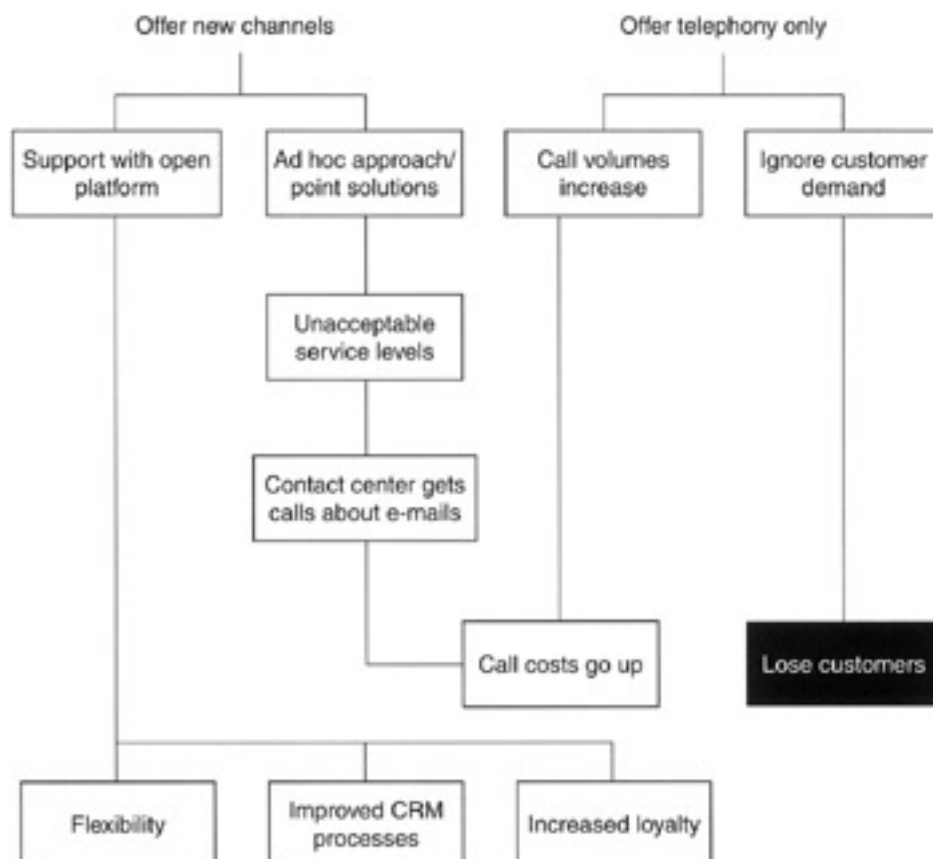 Offer new channels
Offer telephony only
Support with open
platform
Ad hoc approach/
point solutions
Call volumes
increase
Ignore customer
demand
Unacceptable
service levels
Contact center gets
calls about e-mails
Call costs go up
Lose customers
Flexibility
Improved CRM
processes
Increased loyalty